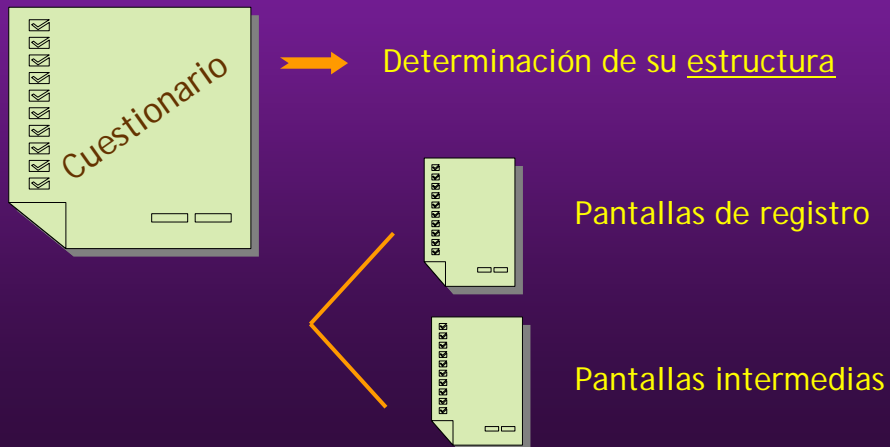 Cuestionario
Determinación de su estructura
Pantallas de registro
Pantallas intermedias